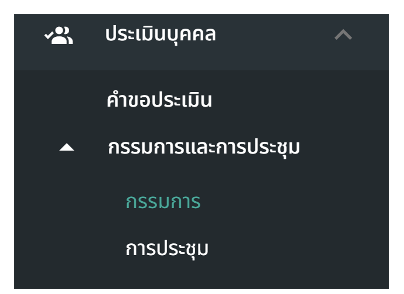 ประเมินบุคคล
คำขอประเมิน
กรรมการและการประชุม
กรรมการ
การประชุม